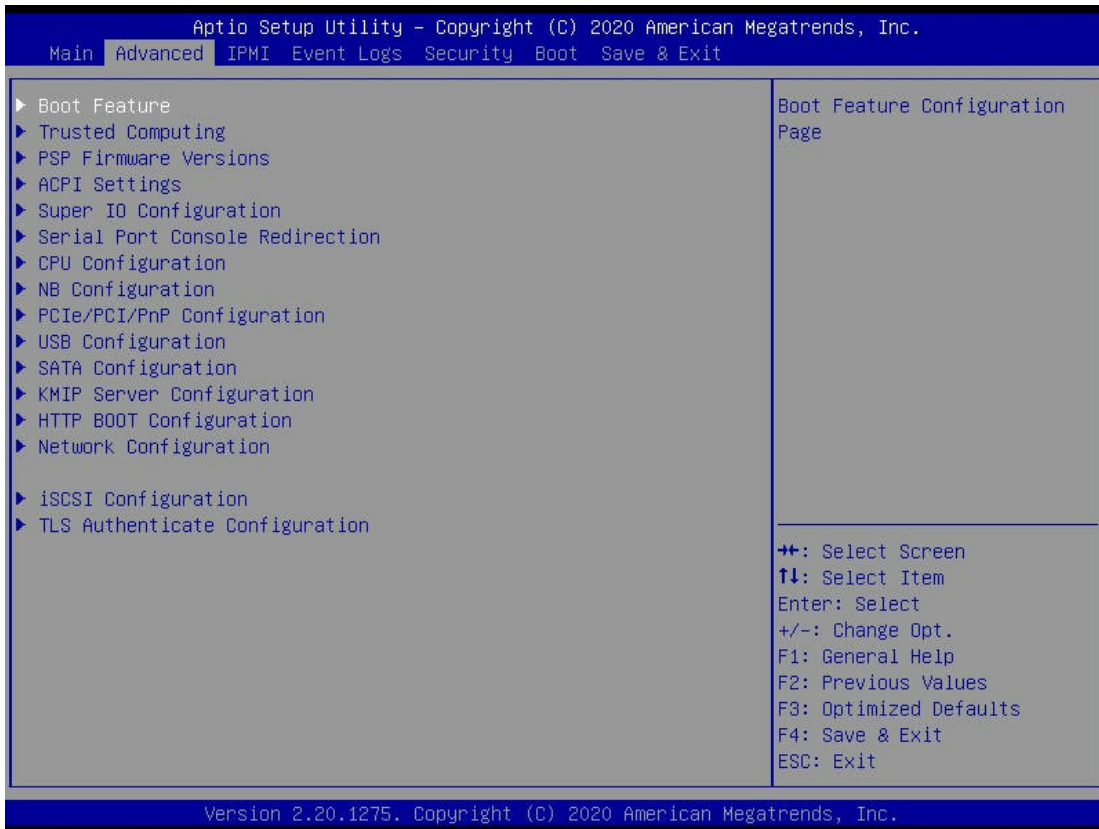 Aptio Setup Utility – Copyright (C) 2020 American Megatrends, Inc.
Main Advanced IPMI Event Logs Security Boot Save & Exit
Boot Feature
Trusted Computing
PSP Firmware Versions
ACPI Settings
Super IO Configuration
Serial Port Console Redirection
CPU Configuration
NB Configuration
PCIe/PCI/PnP Configuration
USB Configuration
SATA Configuration
KMIP Server Configuration
HTTP BOOT Configuration
Network Configuration
iSCSI Configuration
TLS Authenticate Configuration
Boot Feature Configuration
Page
→←: Select Screen
↑↓: Select Item
Enter: Select
+/-: Change Opt.
F1: General Help
F2: Previous Values
F3: Optimized Defaults
F4: Save & Exit
ESC: Exit
Version 2.20.1275. Copyright (C) 2020 American Megatrends, Inc.